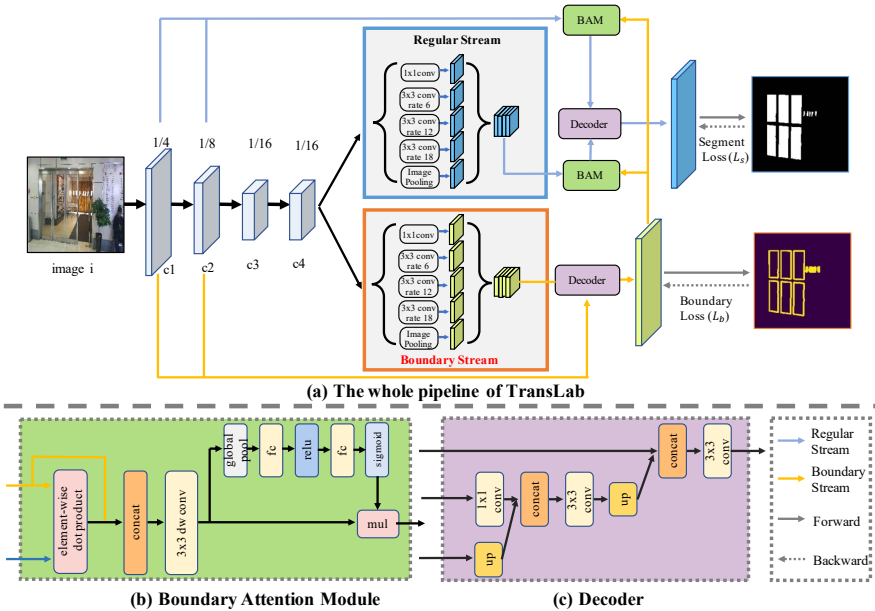 BAM
Regular Stream
1x1conv
3x3 conv
rate 6
3x3 conv
rate 12
3x3 conv
rate 18
Image Pooling
1/4
1/8
1/16
1/16
Decoder
BAM
Segment
Loss (Lₛ)
image i
c1
c2
c3
c4
1x1conv
3x3 conv
rate 6
3x3 conv
rate 12
3x3 conv
rate 18
Image
Pooling
Boundary Stream
Decoder
Boundary
Loss (L_b)
(a) The whole pipeline of TransLab
element-wise
dot product
concat
3x3 dw conv
global
pool
fc
relu
fc
sigmoid
mul
(b) Boundary Attention Module
1x1
conv
up
concat
3x3
conv
up
concat
3x3
conv
(c) Decoder
Regular
Stream
Boundary
Stream
Forward
Backward